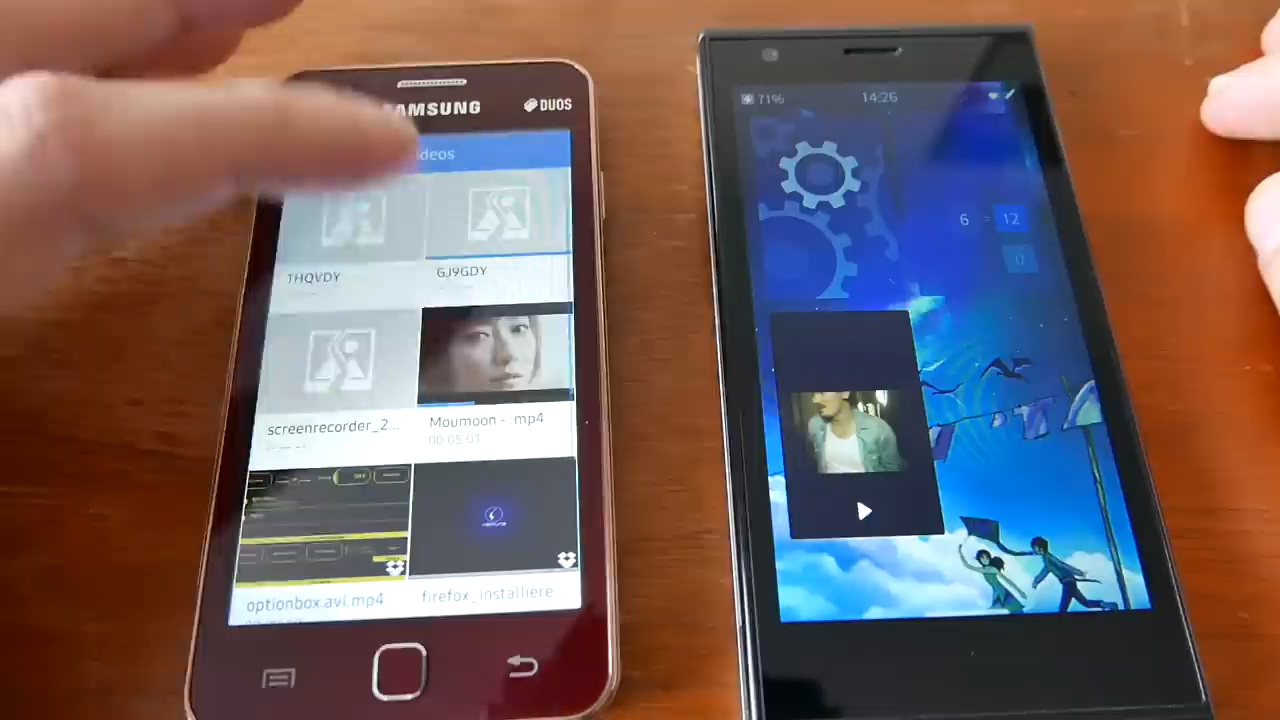 SAMSUNG
DUOS
ideos
THQVDY
GJ9GDY
screenrecorder_2...
Moumoon - mp4
00:05:01
optionbox.avi.mp4
firefox_installiere
71%
14:26
6 = 12
0